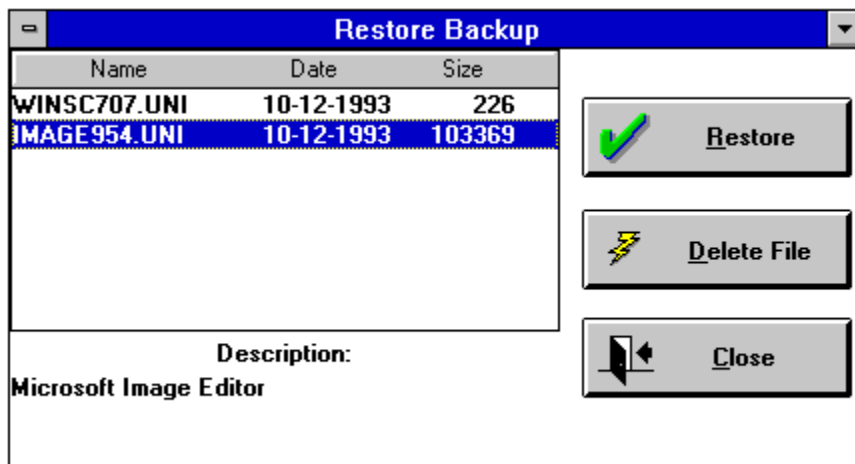 Restore Backup
Name Date Size
WINSC707.UNI 10-12-1993 226
IMAGE954.UNI 10-12-1993 103369
Restore
Delete File
Close
Description:
Microsoft Image Editor